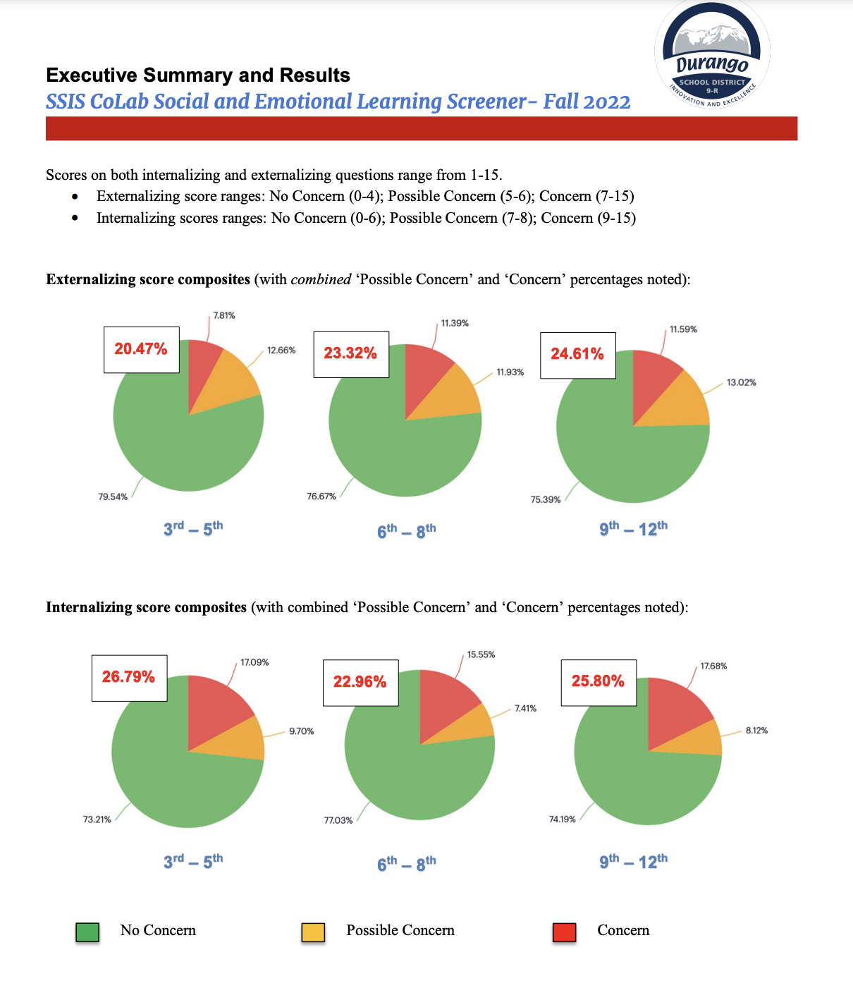 Durango
SCHOOL DISTRICT
9-R
INNOVATION AND EXCELLENCE
Executive Summary and Results
SSIS CoLab Social and Emotional Learning Screener- Fall 2022
Scores on both internalizing and externalizing questions range from 1-15.
• Externalizing score ranges: No Concern (0-4); Possible Concern (5-6); Concern (7-15)
• Internalizing scores ranges: No Concern (0-6); Possible Concern (7-8); Concern (9-15)
Externalizing score composites (with combined ‘Possible Concern’ and ‘Concern’ percentages noted):
20.47%
7.81%
12.66%
79.54%
3rd – 5th
23.32%
11.39%
11.93%
76.67%
6th – 8th
24.61%
11.59%
13.02%
75.39%
9th – 12th
Internalizing score composites (with combined ‘Possible Concern’ and ‘Concern’ percentages noted):
26.79%
17.09%
9.70%
73.21%
3rd – 5th
22.96%
15.55%
7.41%
77.03%
6th – 8th
25.80%
17.68%
8.12%
74.19%
9th – 12th
No Concern
Possible Concern
Concern